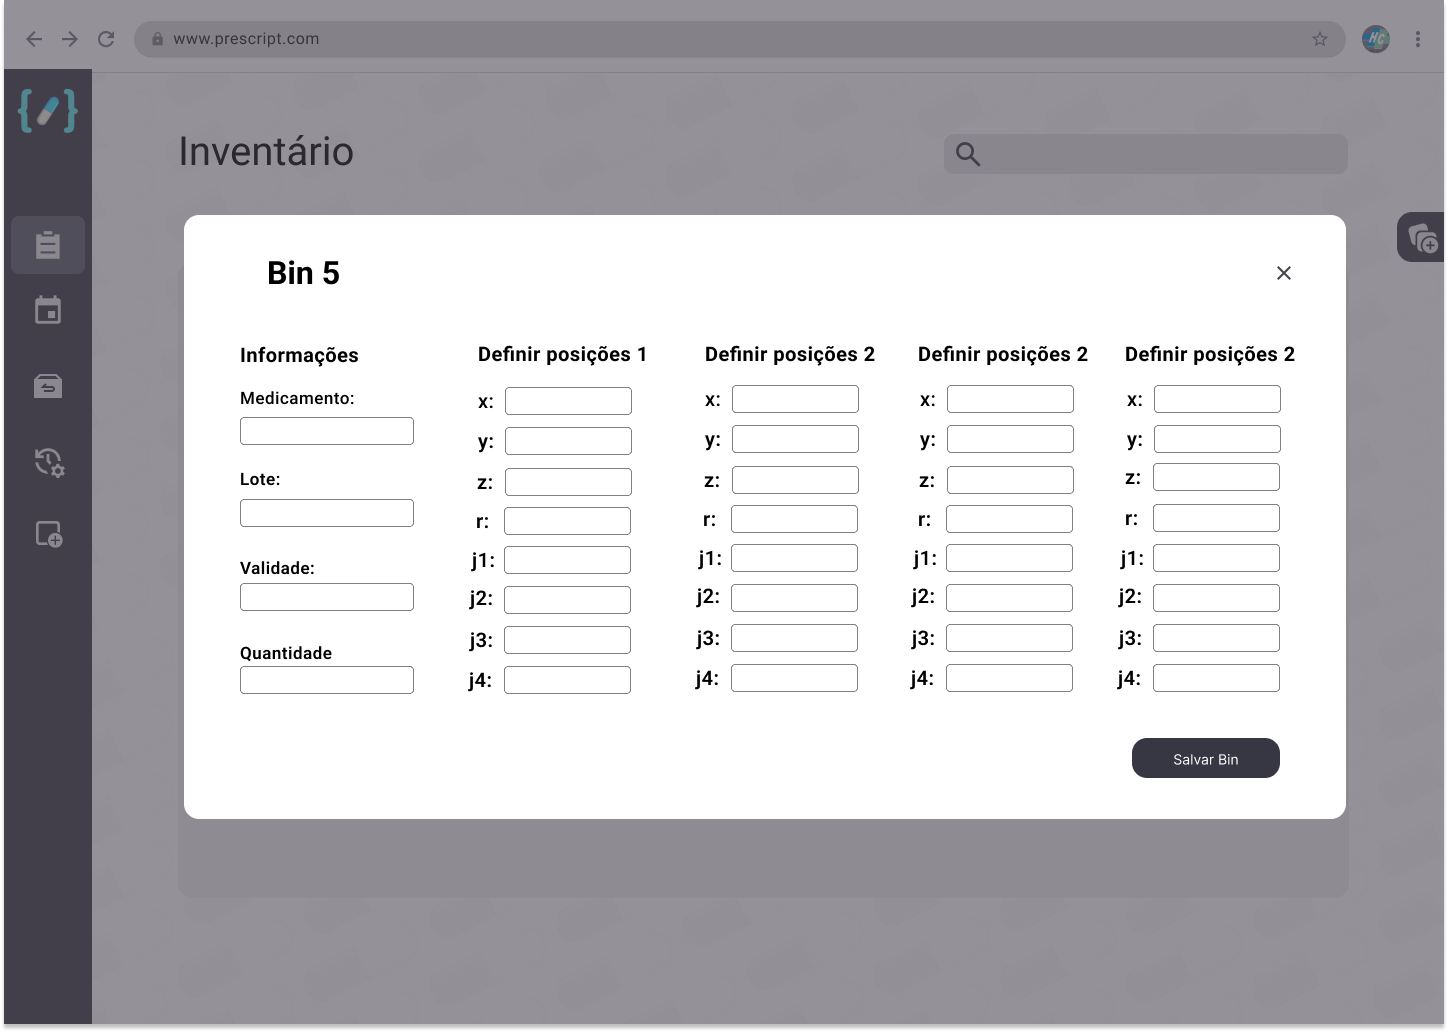 www.prescript.com
HC
Inventário
Bin 5
Informações
Medicamento:
Lote:
Validade:
Quantidade
Definir posições 1
x:
y:
z:
r:
j1:
j2:
j3:
j4:
Definir posições 2
x:
y:
z:
r:
j1:
j2:
j3:
j4:
Definir posições 2
x:
y:
z:
r:
j1:
j2:
j3:
j4:
Definir posições 2
x:
y:
z:
r:
j1:
j2:
j3:
j4:
Salvar Bin